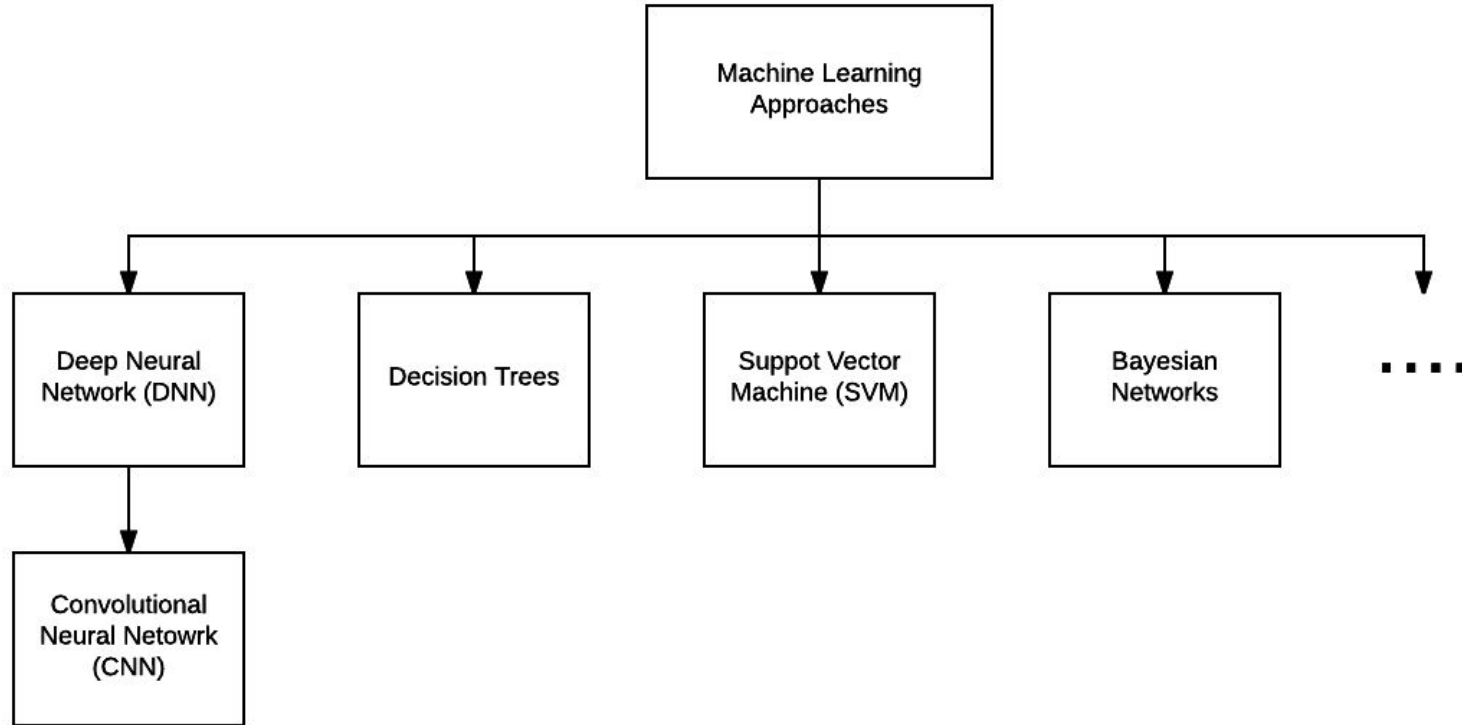 Machine Learning
Approaches
Deep Neural
Network (DNN)
Decision Trees
Suppot Vector
Machine (SVM)
Bayesian
Networks
....
Convolutional
Neural Netowrk
(CNN)